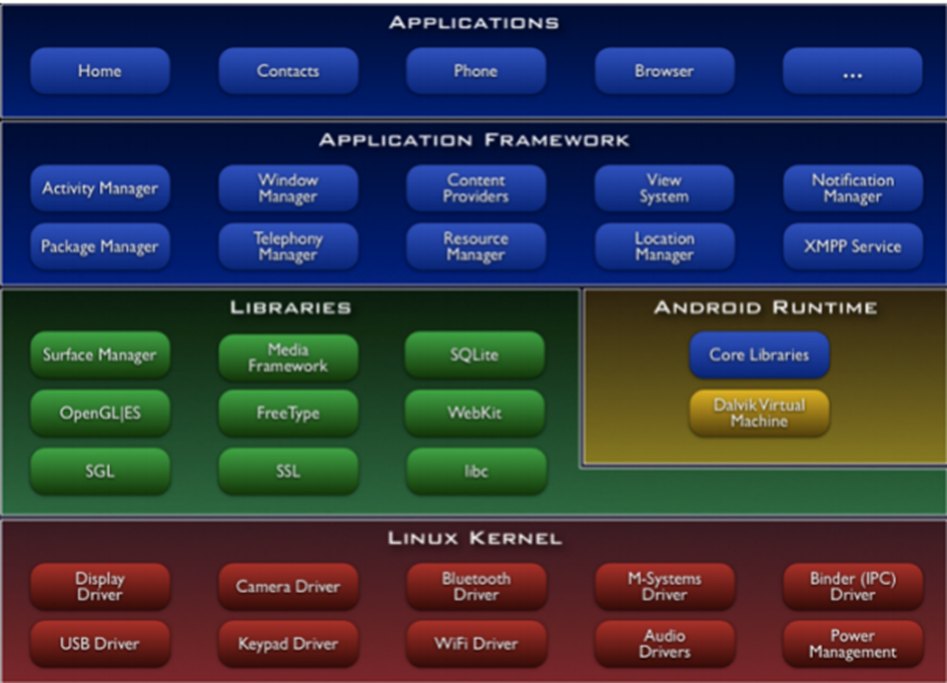 APPLICATIONS
Home
Contacts
Phone
Browser
...
APPLICATION FRAMEWORK
Activity Manager
Window
Manager
Content
Providers
View
System
Notification
Manager
Package Manager
Telephony
Manager
Resource
Manager
Location
Manager
XMPP Service
LIBRARIES
Surface Manager
Media
Framework
SQLite
OpenGL|ES
FreeType
WebKit
SGL
SSL
libc
ANDROID RUNTIME
Core Libraries
Dalvik Virtual
Machine
LINUX KERNEL
Display
Driver
Camera Driver
Bluetooth
Driver
M-Systems
Driver
Binder (IPC)
Driver
USB Driver
Keypad Driver
WiFi Driver
Audio
Drivers
Power
Management